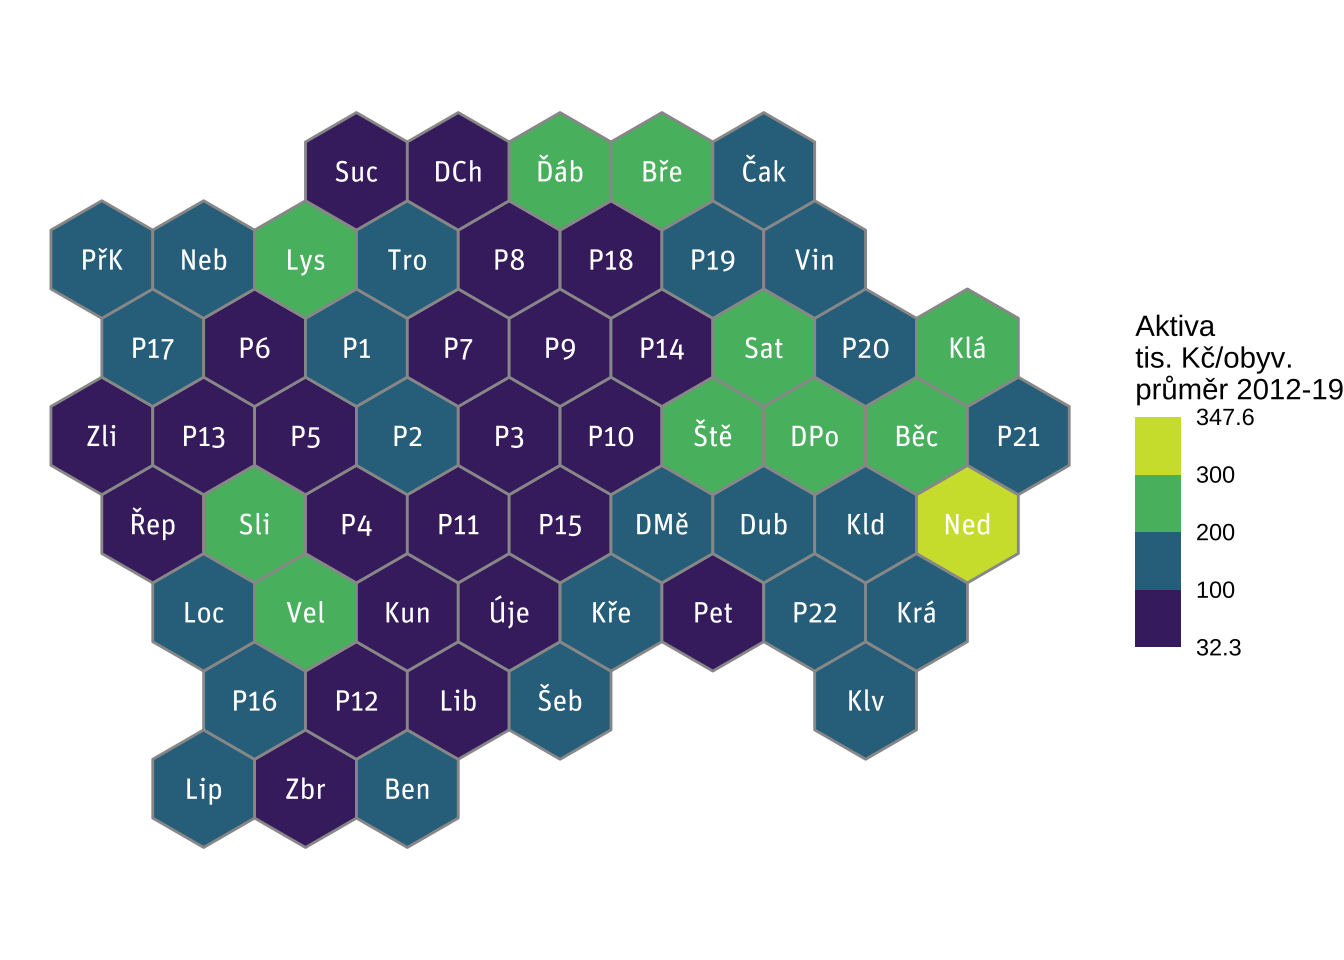 Suc DCh Ďáb Bře Čak
PřK Neb Lys Tro P8 P18 P19 Vin
P17 P6 P1 P7 P9 P14 Sat P20 Klá
Zli P13 P5 P2 P3 P10 Ště DPo Běc P21
Řep Sli P4 P11 P15 DMě Dub Kld Ned
Loc Vel Kun Úje Kře Pet P22 Krá
P16 P12 Lib Šeb Klv
Lip Zbr Ben
Aktiva
tis. Kč/obyv.
průměr 2012-19
347.6
300
200
100
32.3